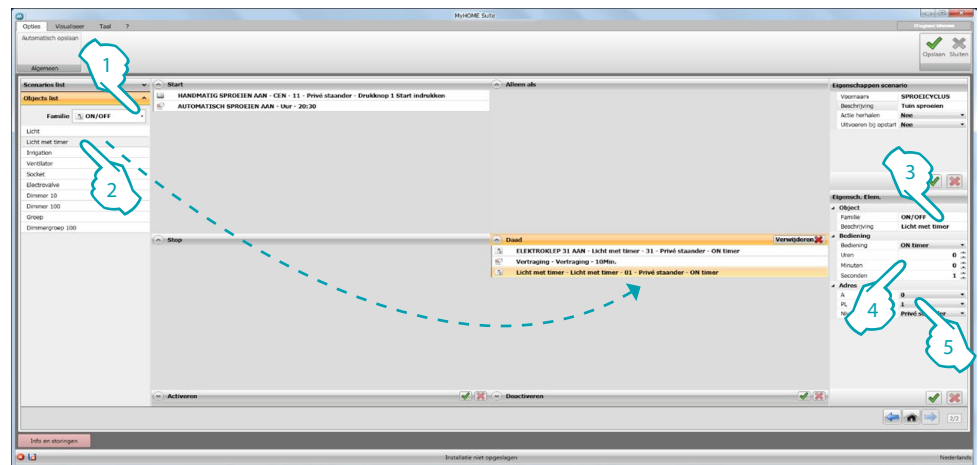 MyHOME Suite
Opties Visualiseer Taal ?
Automatisch opslaan
Opslaan Sluiten
Algemeen
1
Scenarios list
Objects list
Familie ON/OFF
Licht
Licht met timer
Irrigation
Ventilator
Socket
Electrovalve
Dimmer 10
Dimmer 100
Groep
Dimmergroep 100
2
Start
HANDMATIG SPROEIEN AAN - CEN - 11 - Privé staander - Drukknop 1 Start indrukken
AUTOMATISCH SPROEIEN AAN - Uur - 20:30
Alleen als
Stop
Daad Verwijderen
ELEKTROKLEP 31 AAN - Licht met timer - 31 - Privé staander - ON timer
Vertraging - Vertraging - 10Min.
Licht met timer - Licht met timer - 01 - Privé staander - ON timer
Activeren
Deactiveren
Eigenschappen scenario
Voornaam SPROEICYCLUS
Beschrijving Tuin sproeien
Actie herhalen Nee
Uitvoeren bij opstart Nee
3
Eigensch. Elem.
Object
Familie ON/OFF
Beschrijving Licht met timer
Bediening
Bediening ON timer
Uren 0
Minuten 0
Seconden 1
Adres
A 0
PL 1
4
5
2/2
Info en storingen
Installatie niet opgeslagen
Nederlands